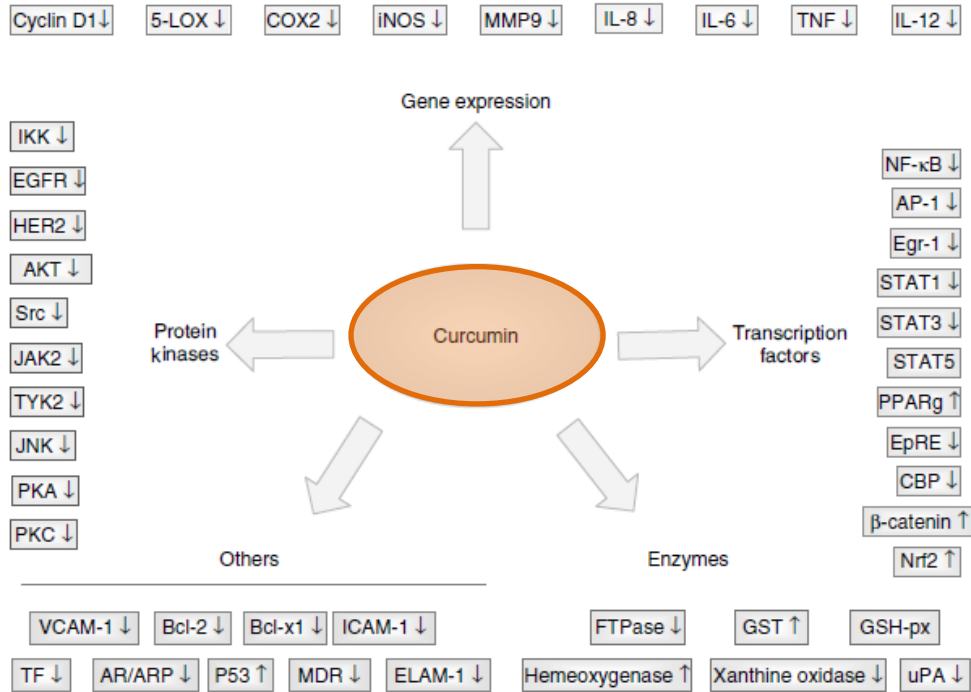 Cyclin D1↓ 5-LOX ↓ COX2 ↓ iNOS ↓ MMP9 ↓ IL-8 ↓ IL-6 ↓ TNF ↓ IL-12 ↓
Gene expression
IKK ↓
EGFR ↓
HER2 ↓
AKT ↓
Src ↓
JAK2 ↓
TYK2 ↓
JNK ↓
PKA ↓
PKC ↓
Protein
kinases
Curcumin
Transcription
factors
NF-κB ↓
AP-1 ↓
Egr-1 ↓
STAT1 ↓
STAT3 ↓
STAT5
PPARg ↑
EpRE ↓
CBP ↓
β-catenin ↑
Nrf2 ↑
Others
VCAM-1 ↓ Bcl-2 ↓ Bcl-x1 ↓ ICAM-1 ↓
TF ↓ AR/ARP ↓ P53 ↑ MDR ↓ ELAM-1 ↓
Enzymes
FTPase ↓ GST ↑ GSH-px
Hemeoxygenase ↑ Xanthine oxidase ↓ uPA ↓